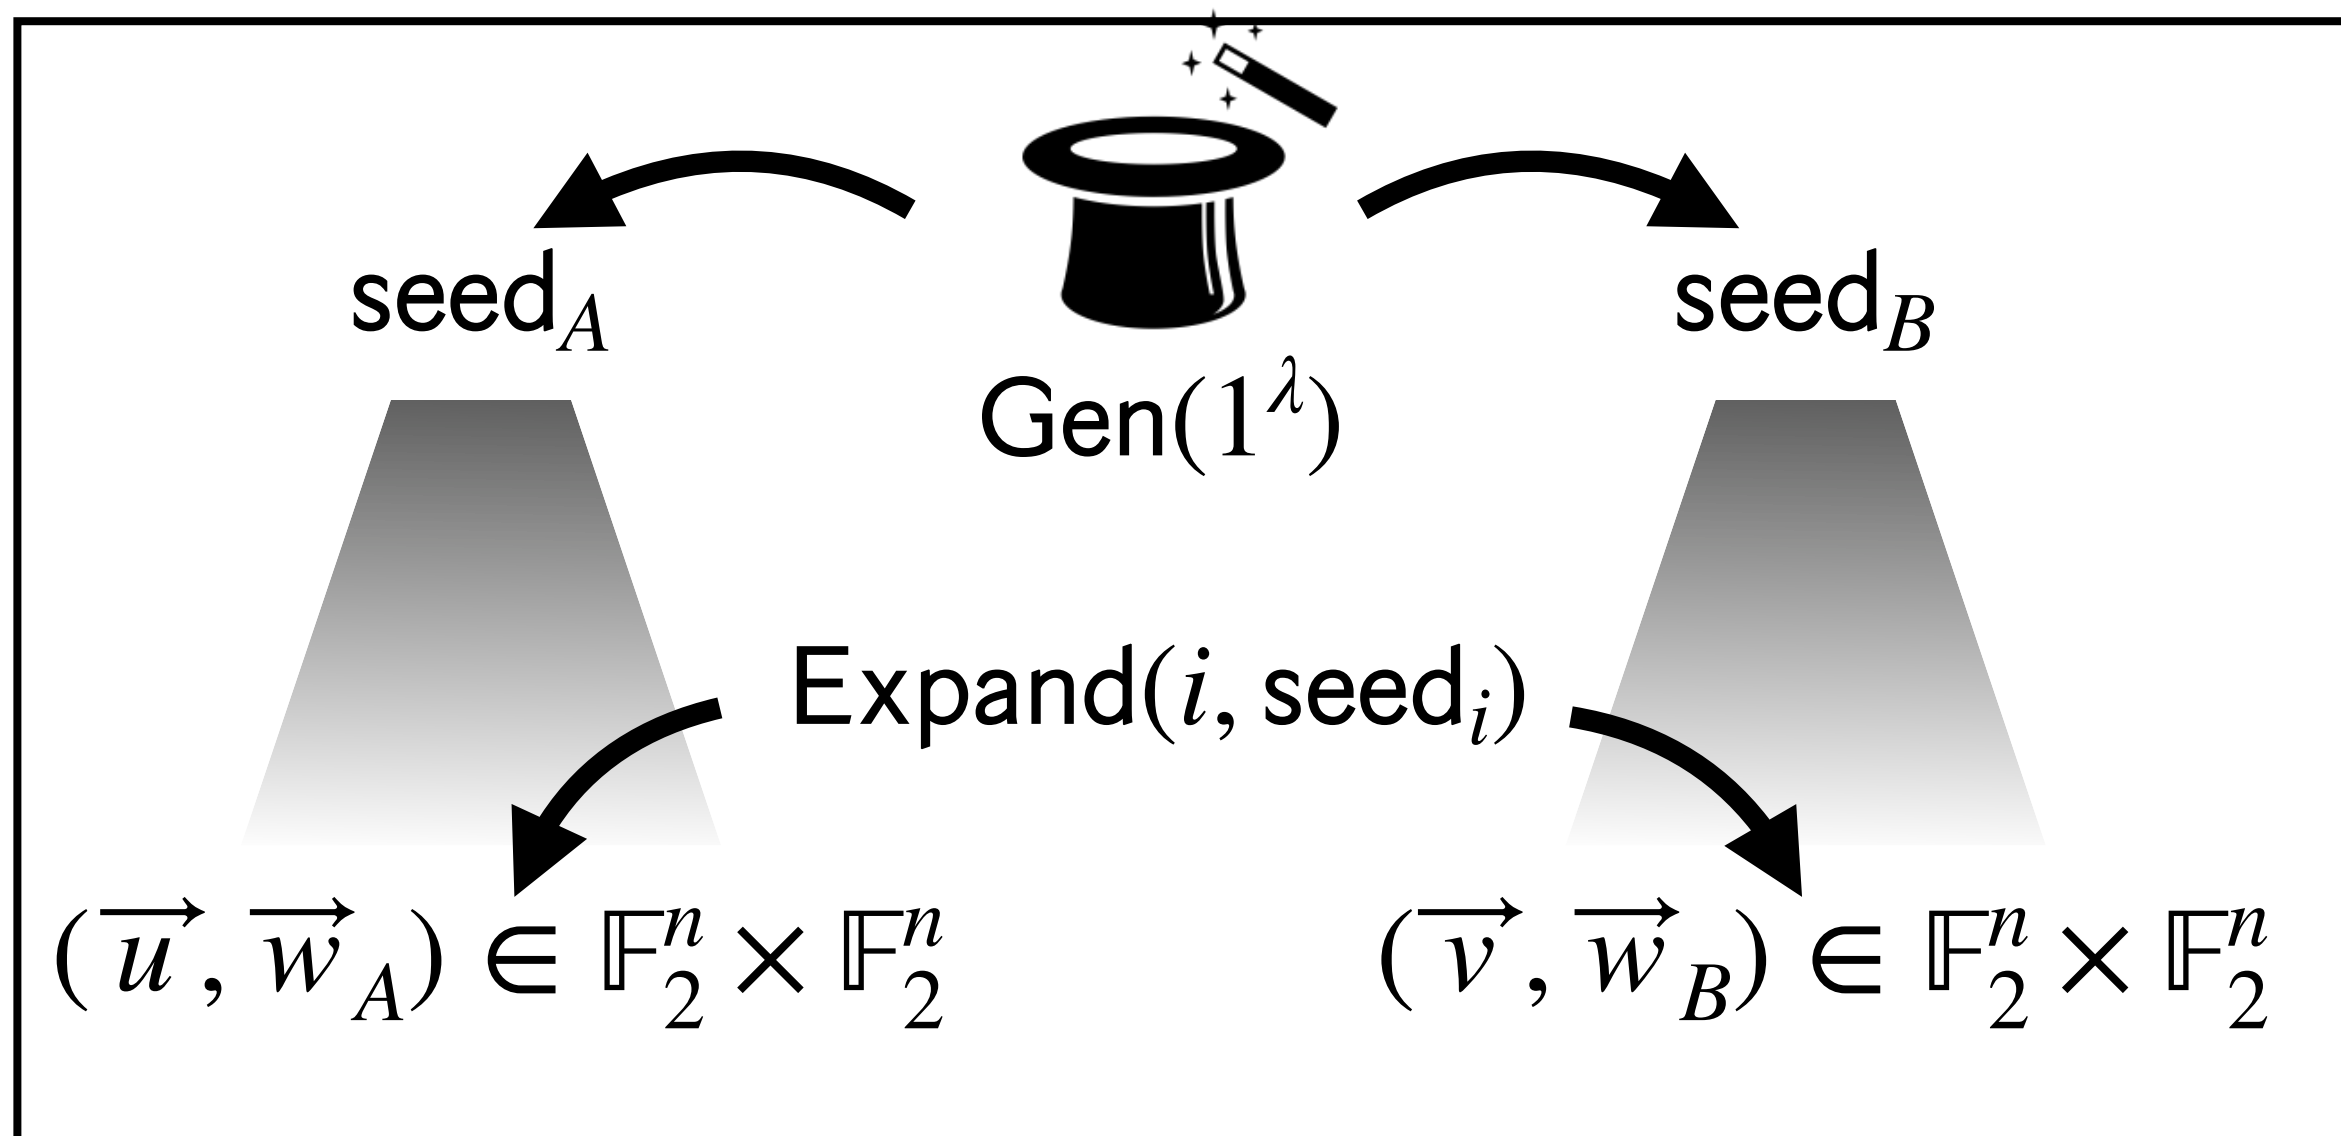 seed_A seed_B
Gen(1^λ)
Expand(i, seed_i)
(u⃗, w⃗_A) ∈ 𝔽₂ⁿ × 𝔽₂ⁿ (v⃗, w⃗_B) ∈ 𝔽₂ⁿ × 𝔽₂ⁿ